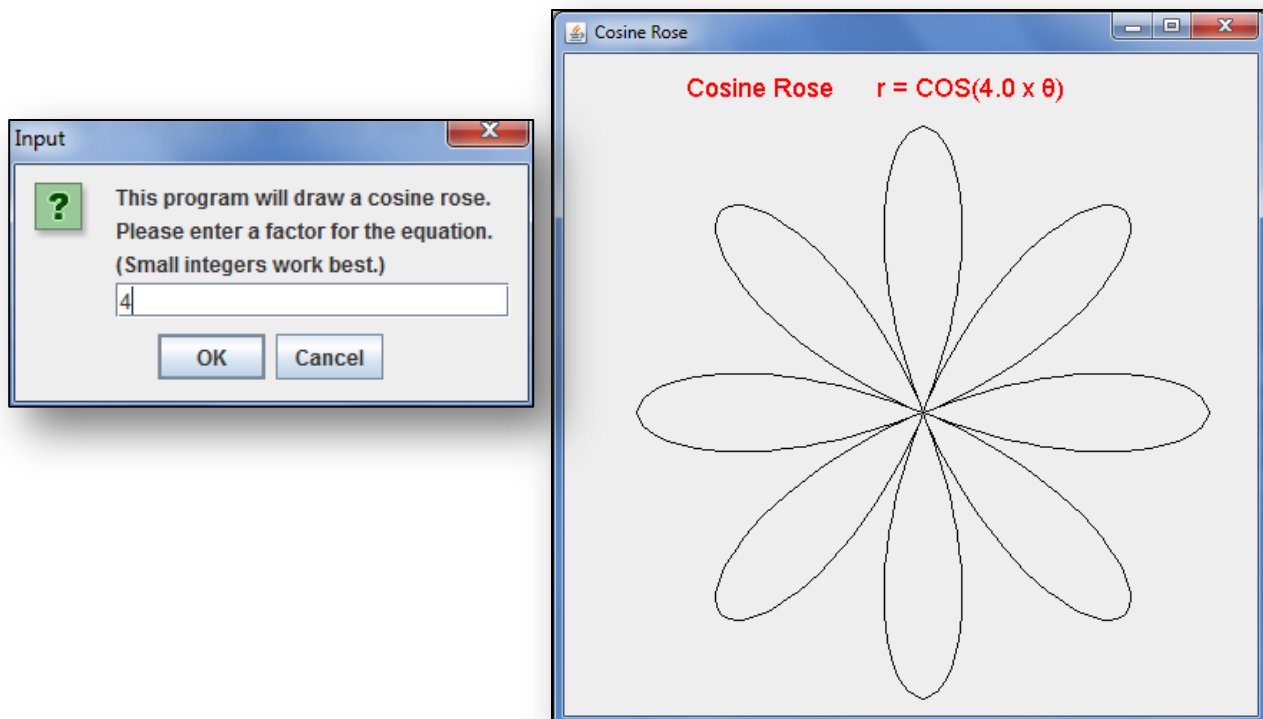 Input
This program will draw a cosine rose.
Please enter a factor for the equation.
(Small integers work best.)
4
OK Cancel
Cosine Rose
Cosine Rose r = COS(4.0 x θ)